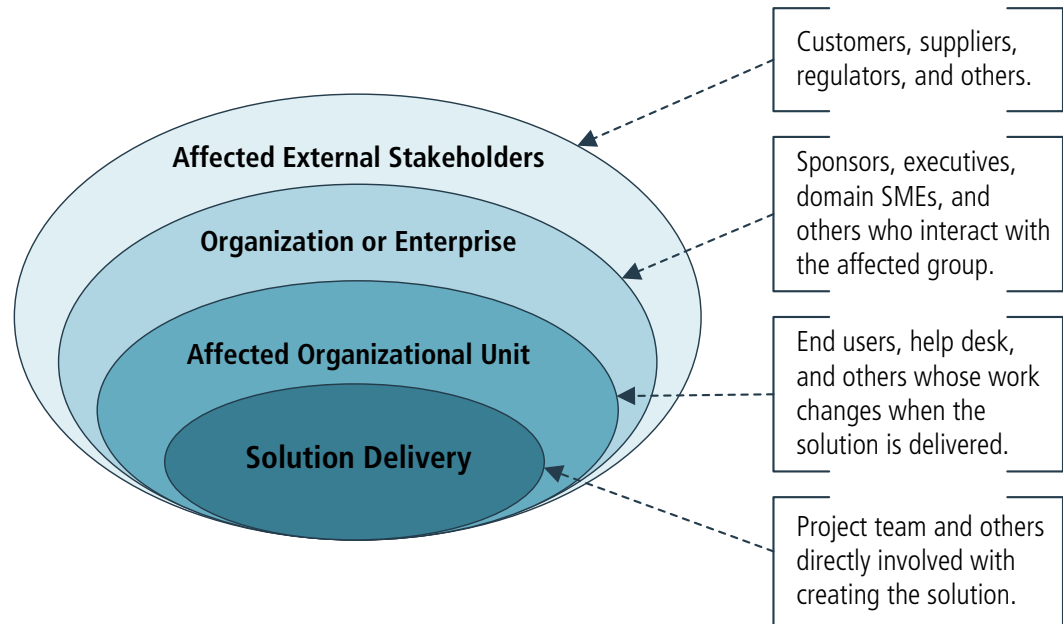 Customers, suppliers,
regulators, and others.
Affected External Stakeholders
Sponsors, executives,
domain SMEs, and
others who interact with
the affected group.
Organization or Enterprise
End users, help desk,
and others whose work
changes when the
solution is delivered.
Affected Organizational Unit
Solution Delivery
Project team and others
directly involved with
creating the solution.